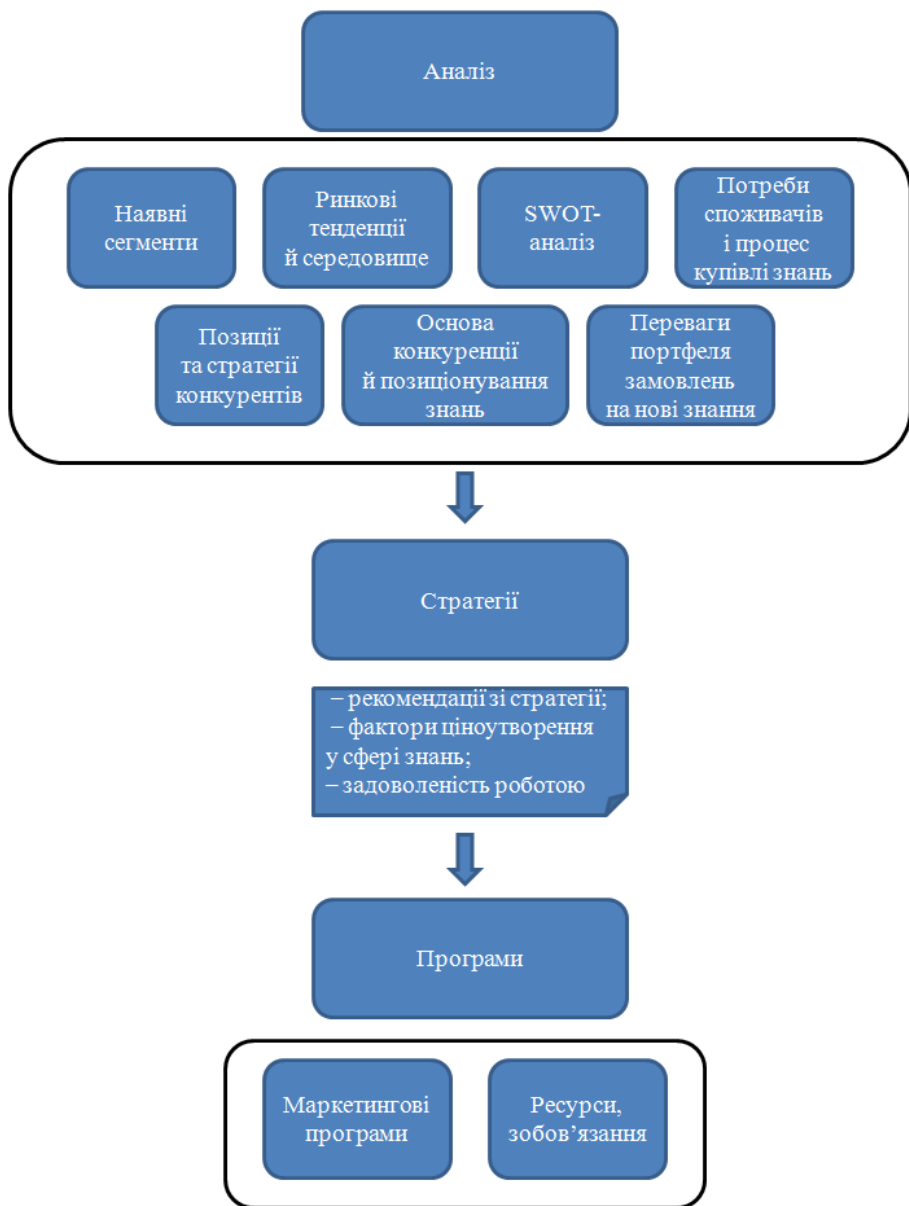 Аналіз
Наявні
сегменти
Ринкові
тенденції
й середовище
SWOT-
аналіз
Потреби
споживачів
і процес
купівлі знань
Позиції
та стратегії
конкурентів
Основа
конкуренції
й позиціонування
знань
Переваги
портфеля
замовлень
на нові знання
Стратегії
– рекомендації зі стратегії;
– фактори ціноутворення
у сфері знань;
– задоволеність роботою
Програми
Маркетингові
програми
Ресурси,
зобов’язання